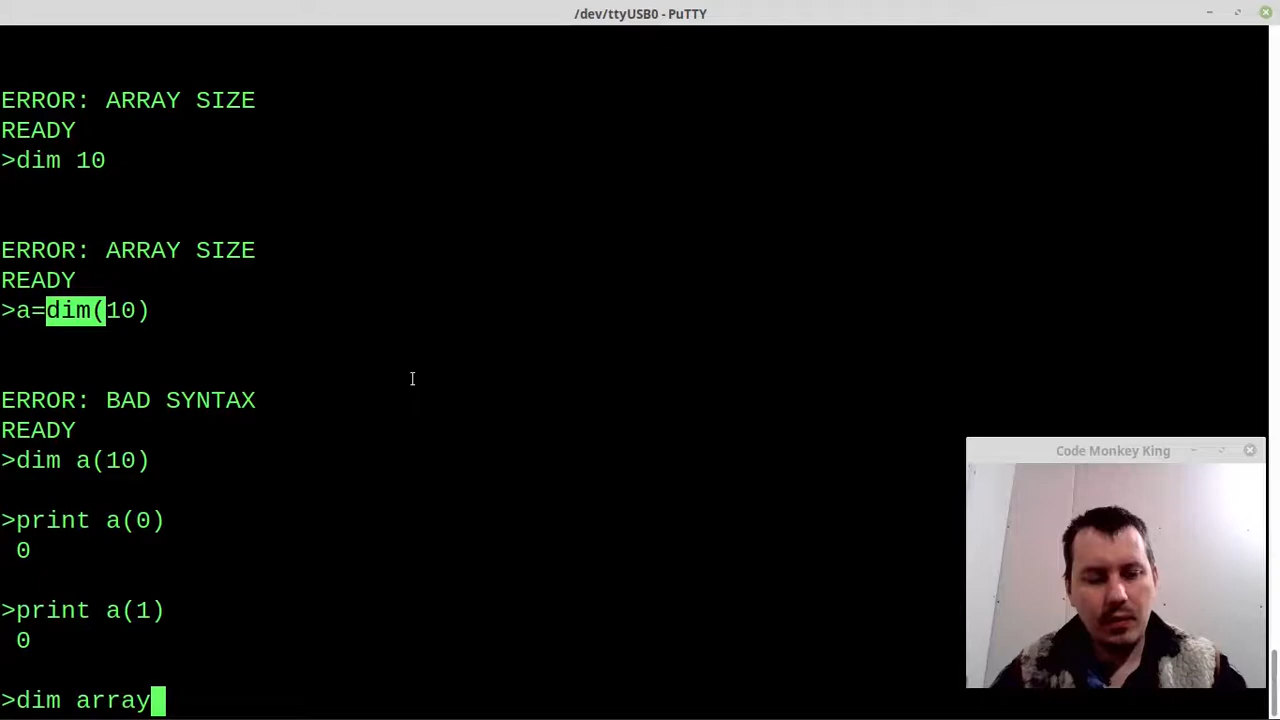 /dev/ttyUSB0 - PuTTY
ERROR: ARRAY SIZE
READY
>dim 10
ERROR: ARRAY SIZE
READY
>a=dim(10)
ERROR: BAD SYNTAX
READY
>dim a(10)
>print a(0)
0
>print a(1)
0
>dim array
Code Monkey King